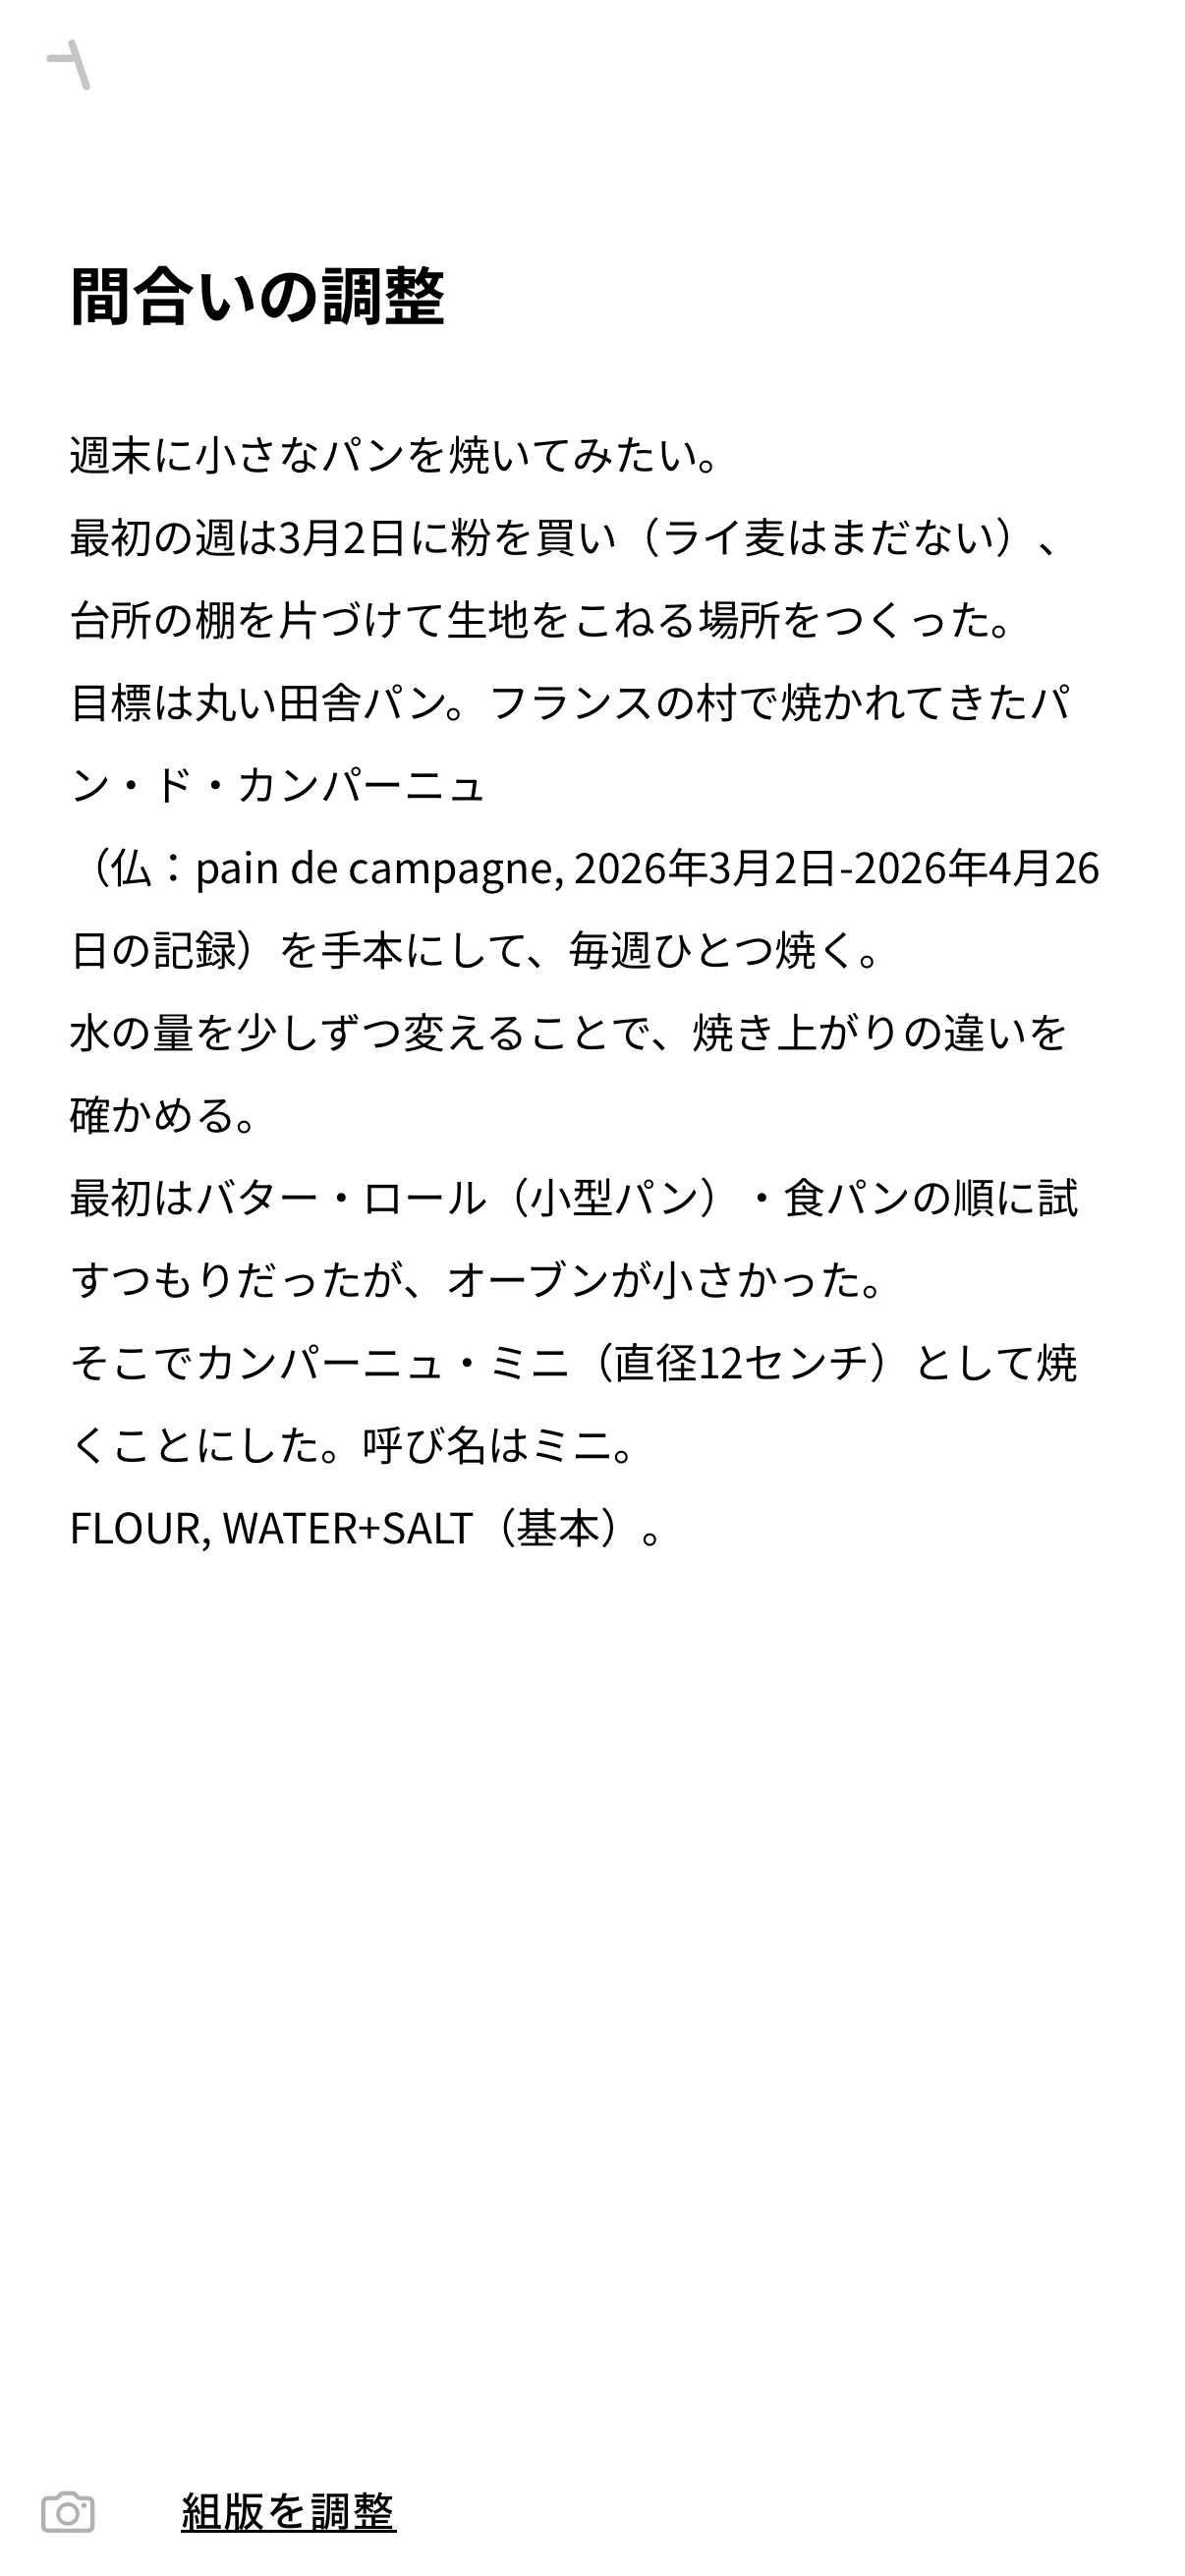 間合いの調整
週末に小さなパンを焼いてみたい。
最初の週は3月2日に粉を買い（ライ麦はまだない）、
台所の棚を片づけて生地をこねる場所をつくった。
目標は丸い田舎パン。フランスの村で焼かれてきたパ
ン・ド・カンパーニュ
（仏：pain de campagne, 2026年3月2日-2026年4月26
日の記録）を手本にして、毎週ひとつ焼く。
水の量を少しずつ変えることで、焼き上がりの違いを
確かめる。
最初はバター・ロール（小型パン）・食パンの順に試
すつもりだったが、オーブンが小さかった。
そこでカンパーニュ・ミニ（直径12センチ）として焼
くことにした。呼び名はミニ。
FLOUR, WATER+SALT（基本）。
組版を調整